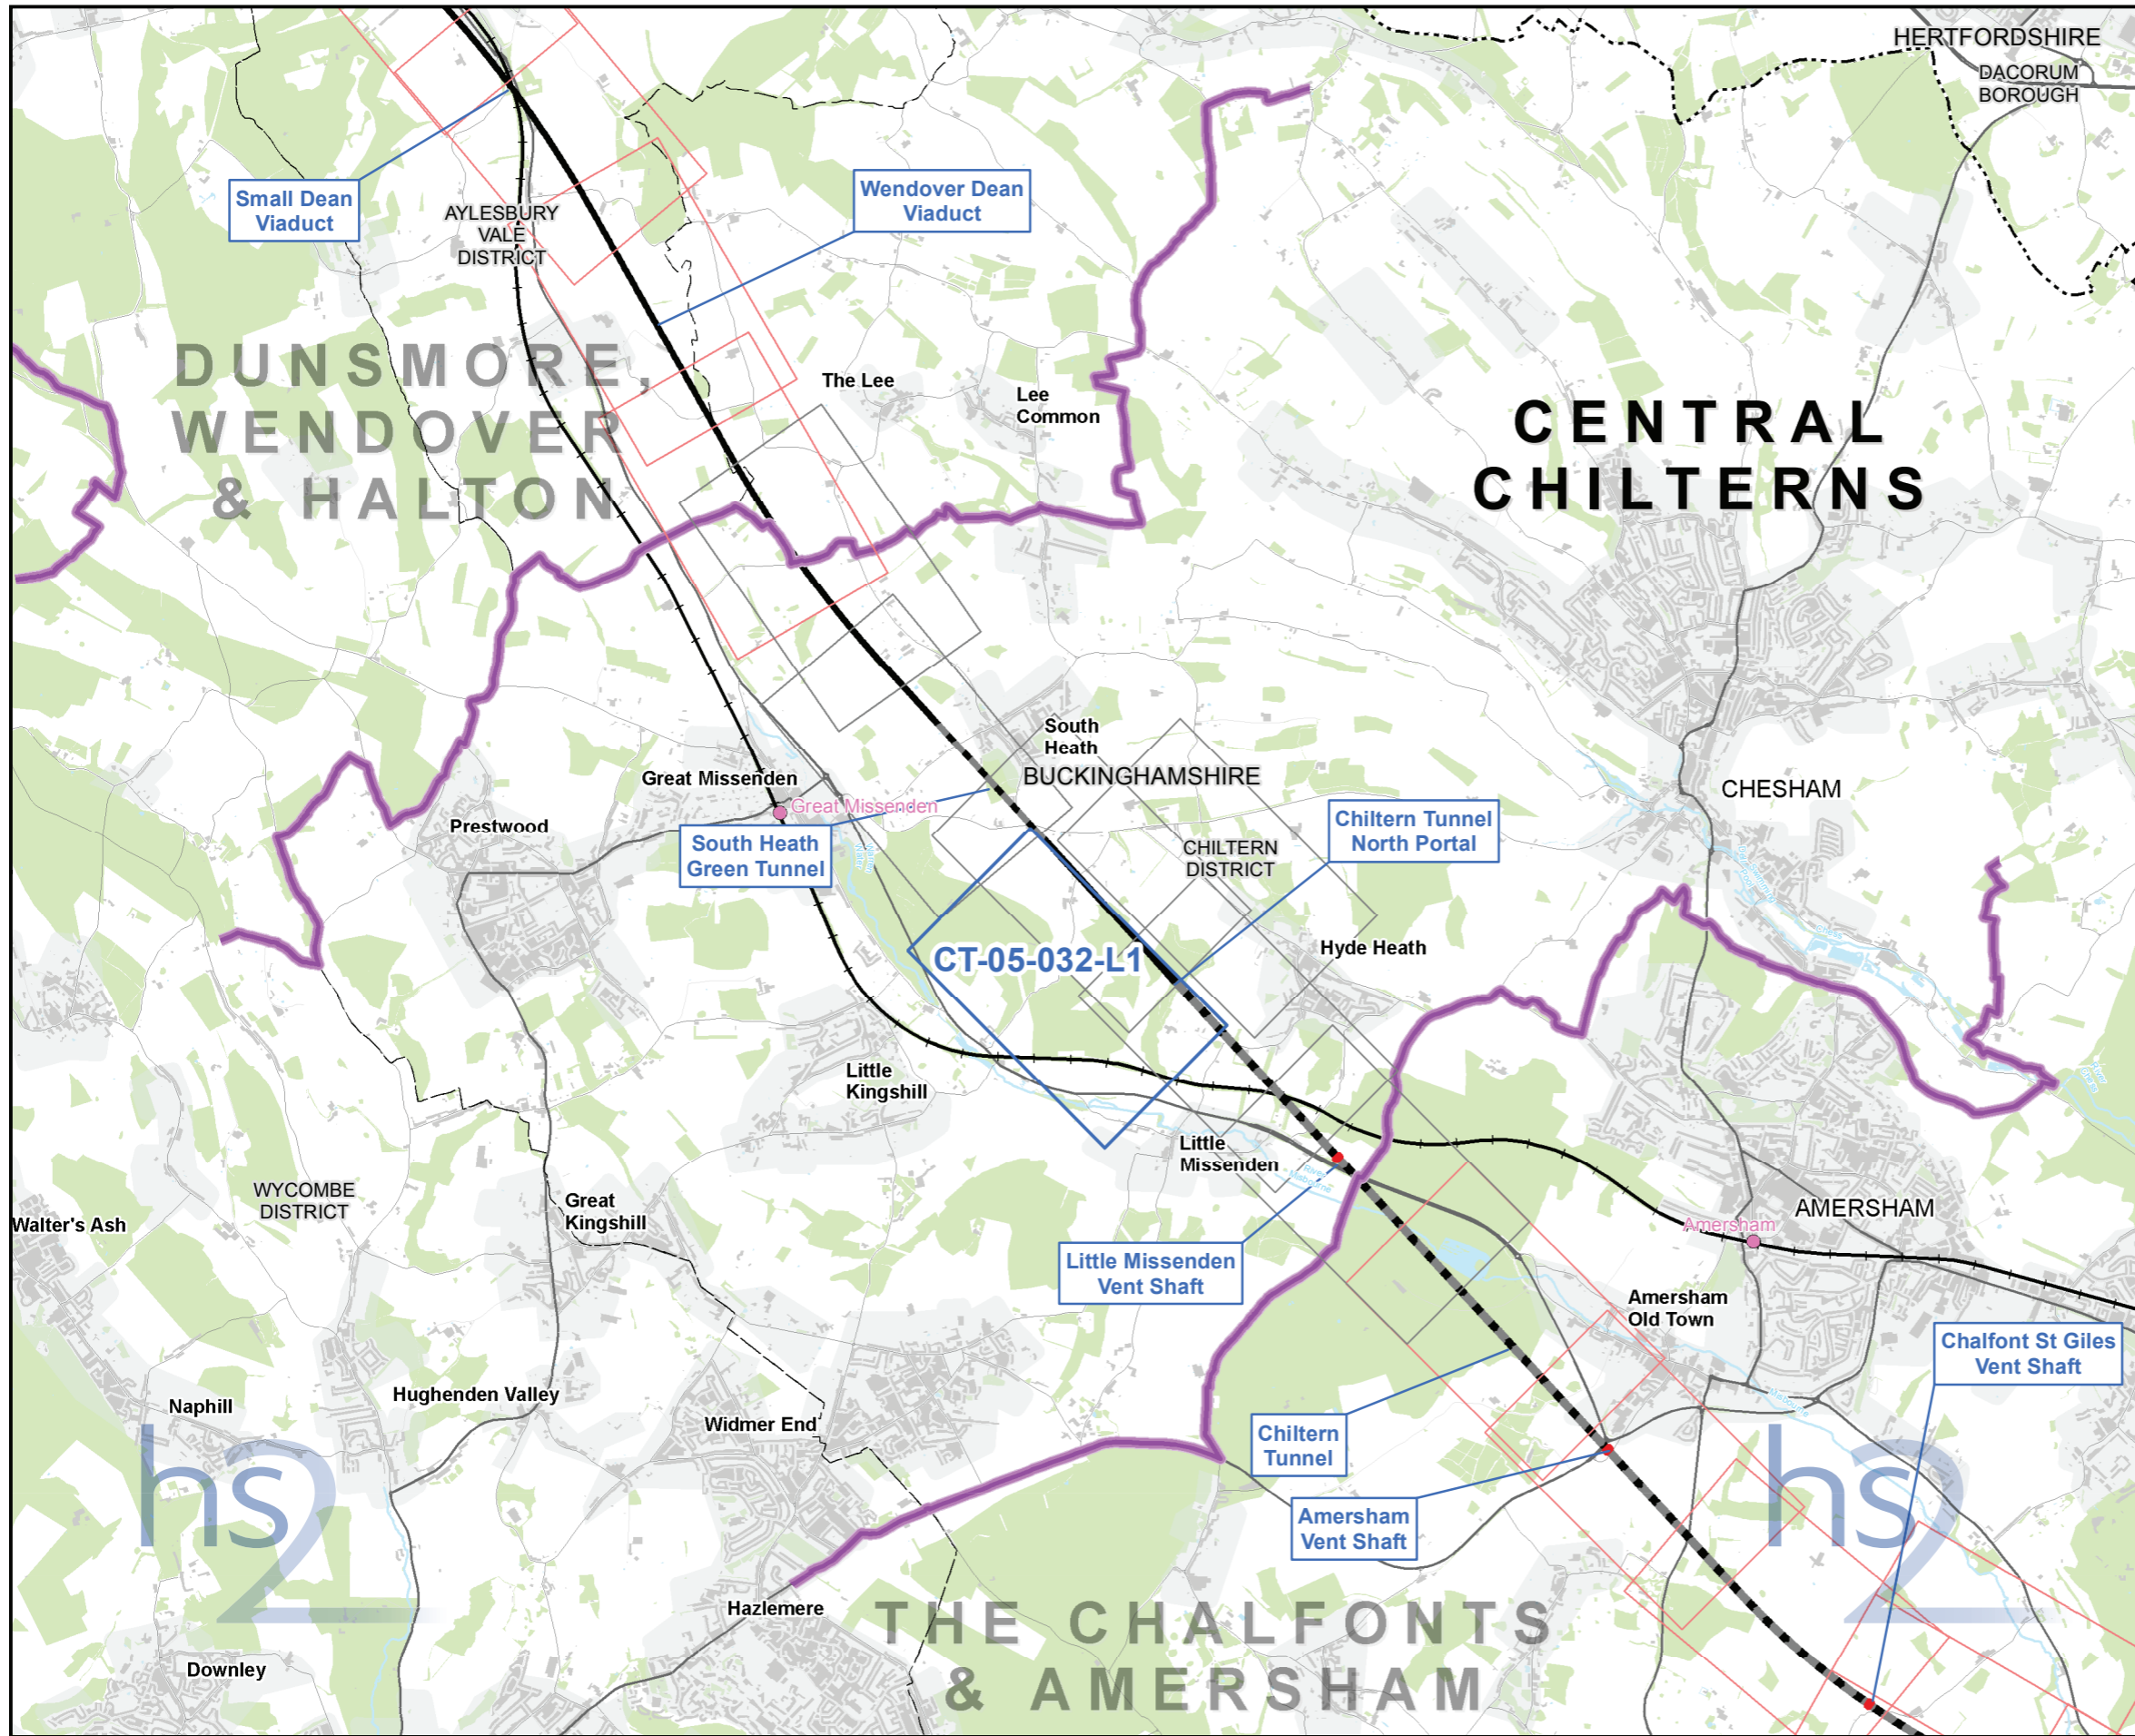 HERTFORDSHIRE
DACORUM
BOROUGH
Small Dean
Viaduct
AYLESBURY
VALE
DISTRICT
Wendover Dean
Viaduct
DUNSMORE,
WENDOVER
& HALTON
The Lee
Lee
Common
CENTRAL
CHILTERNS
South
Heath
BUCKINGHAMSHIRE
Great Missenden
Great Missenden
CHESHAM
Prestwood
South Heath
Green Tunnel
Chiltern Tunnel
North Portal
CHILTERN
DISTRICT
CT-05-032-L1
Hyde Heath
Little
Kingshill
Little
Missenden
River
Misbourne
WYCOMBE
DISTRICT
Great
Kingshill
Walter's Ash
AMERSHAM
Amersham
Little Missenden
Vent Shaft
Amersham
Old Town
Chalfont St Giles
Vent Shaft
Misbourne
Naphill
Hughenden Valley
Widmer End
Chiltern
Tunnel
Amersham
Vent Shaft
hs2
hs2
Hazlemere
THE CHALFONTS
& AMERSHAM
Downley